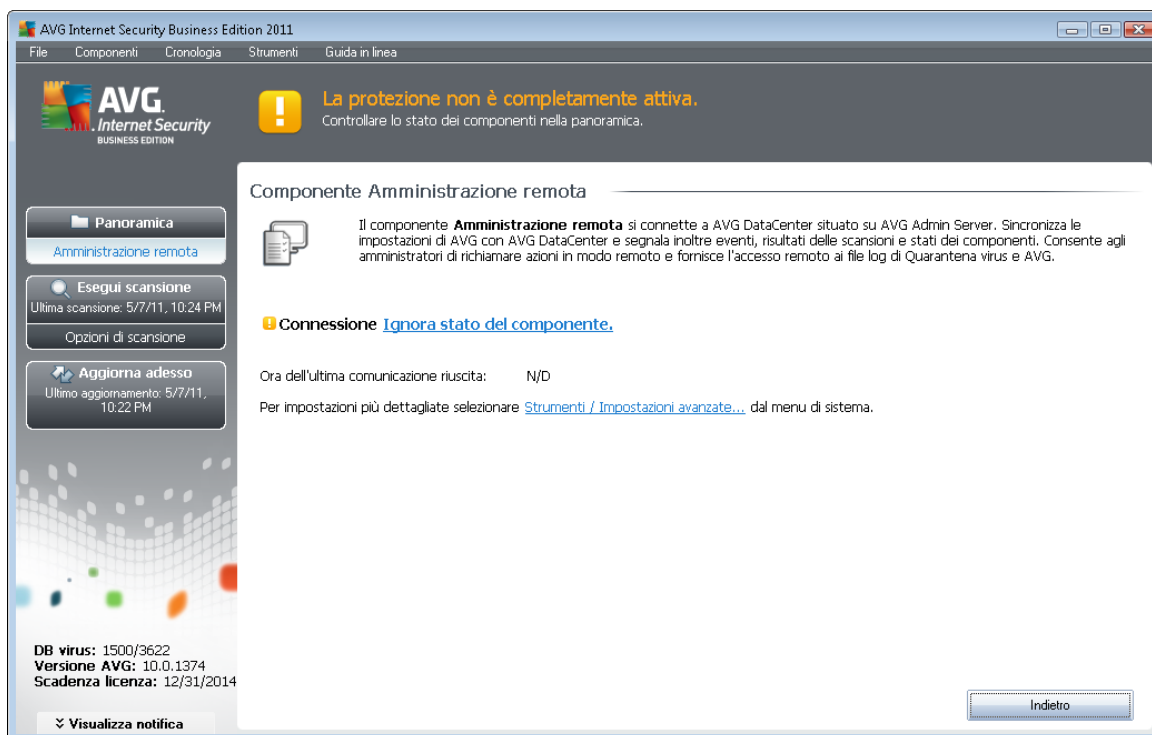 AVG Internet Security Business Edition 2011
File Componenti Cronologia Strumenti Guida in linea
AVG.
Internet Security
BUSINESS EDITION
La protezione non è completamente attiva.
Controllare lo stato dei componenti nella panoramica.
Panoramica
Amministrazione remota
Esegui scansione
Ultima scansione: 5/7/11, 10:24 PM
Opzioni di scansione
Aggiorna adesso
Ultimo aggiornamento: 5/7/11,
10:22 PM
DB virus: 1500/3622
Versione AVG: 10.0.1374
Scadenza licenza: 12/31/2014
Visualizza notifica
Componente Amministrazione remota
Il componente Amministrazione remota si connette a AVG DataCenter situato su AVG Admin Server. Sincronizza le
impostazioni di AVG con AVG DataCenter e segnala inoltre eventi, risultati delle scansioni e stati dei componenti. Consente agli
amministratori di richiamare azioni in modo remoto e fornisce l'accesso remoto ai file log di Quarantena virus e AVG.
Connessione Ignora stato del componente.
Ora dell'ultima comunicazione riuscita: N/D
Per impostazioni più dettagliate selezionare Strumenti / Impostazioni avanzate... dal menu di sistema.
Indietro